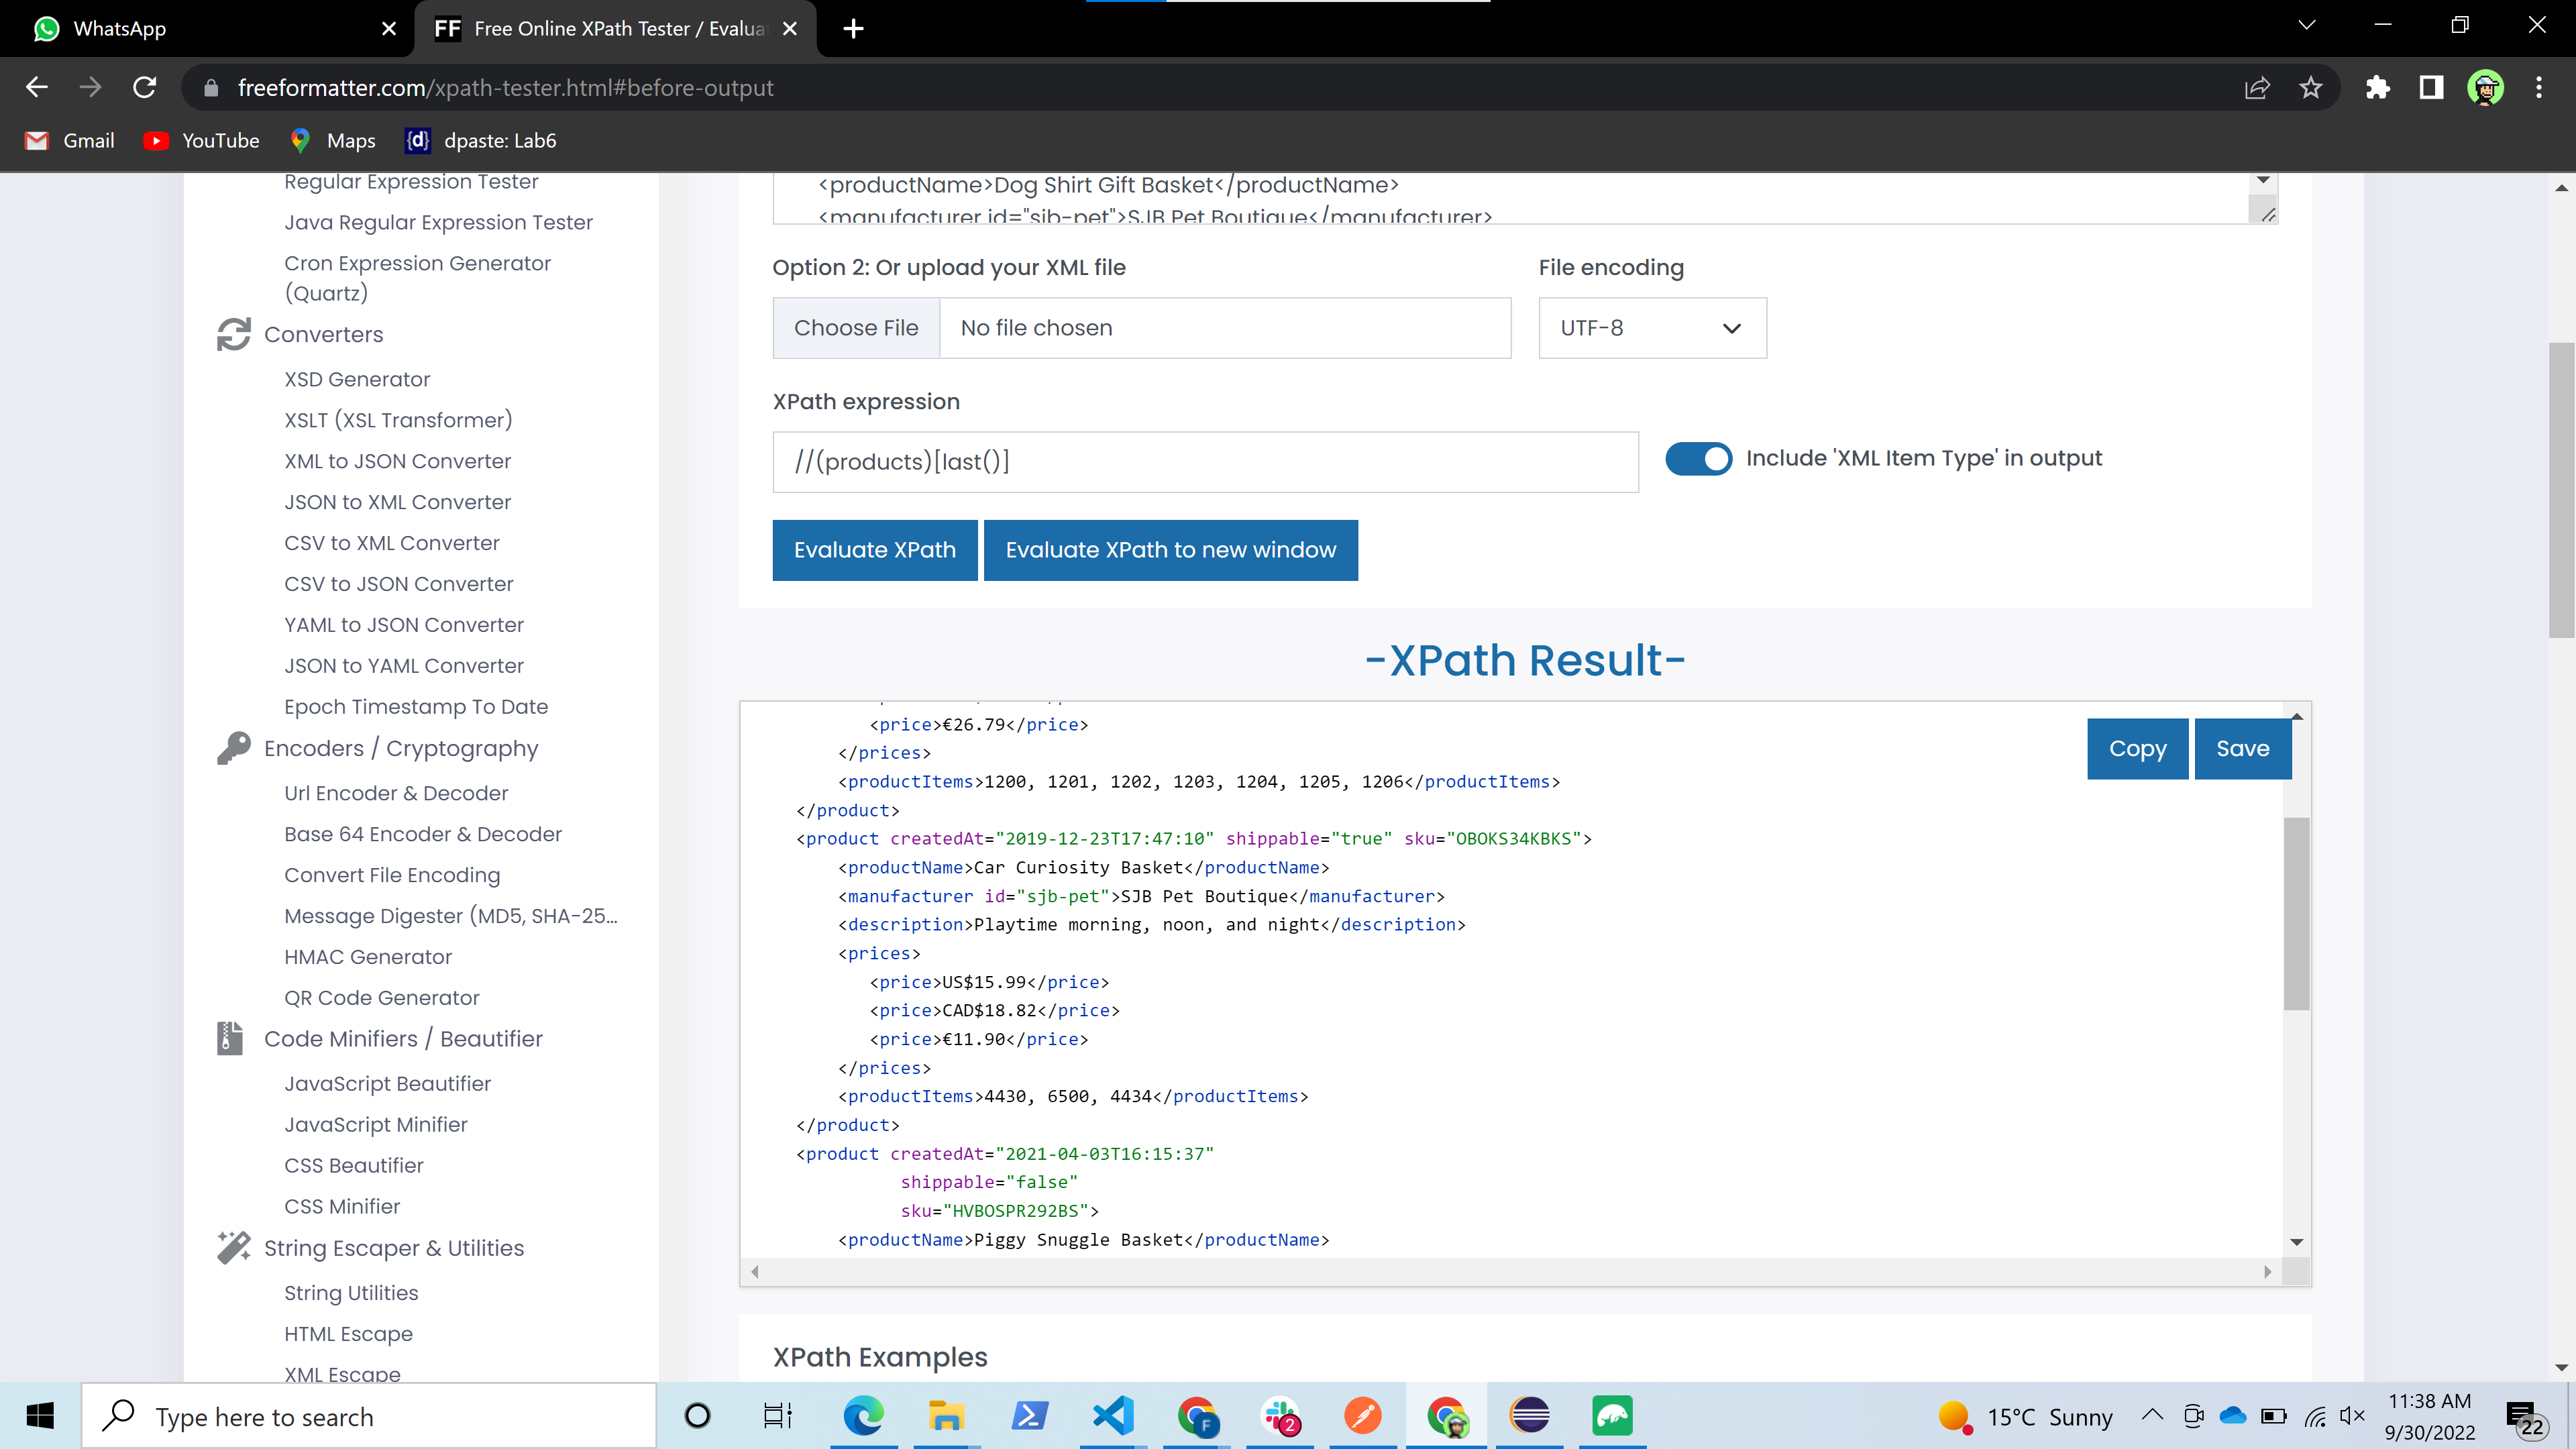 WhatsApp
FF Free Online XPath Tester / Evalua
freeformatter.com/xpath-tester.html#before-output
Gmail
YouTube
Maps
{d} dpaste: Lab6
Regular Expression Tester
Java Regular Expression Tester
Cron Expression Generator
(Quartz)
Converters
XSD Generator
XSLT (XSL Transformer)
XML to JSON Converter
JSON to XML Converter
CSV to XML Converter
CSV to JSON Converter
YAML to JSON Converter
JSON to YAML Converter
Epoch Timestamp To Date
Encoders / Cryptography
Url Encoder & Decoder
Base 64 Encoder & Decoder
Convert File Encoding
Message Digester (MD5, SHA-25...
HMAC Generator
QR Code Generator
Code Minifiers / Beautifier
JavaScript Beautifier
JavaScript Minifier
CSS Beautifier
CSS Minifier
String Escaper & Utilities
String Utilities
HTML Escape
XML Escape
<productName>Dog Shirt Gift Basket</productName>
<manufacturer id="sjb-pet">SJB Pet Boutique</manufacturer>
Option 2: Or upload your XML file
File encoding
Choose File No file chosen
UTF-8
XPath expression
//(products)[last()]
Include 'XML Item Type' in output
Evaluate XPath
Evaluate XPath to new window
-XPath Result-
Copy
Save
<price>€26.79</price>
</prices>
<productItems>1200, 1201, 1202, 1203, 1204, 1205, 1206</productItems>
</product>
<product createdAt="2019-12-23T17:47:10" shippable="true" sku="OBOKS34KBKS">
<productName>Car Curiosity Basket</productName>
<manufacturer id="sjb-pet">SJB Pet Boutique</manufacturer>
<description>Playtime morning, noon, and night</description>
<prices>
<price>US$15.99</price>
<price>CAD$18.82</price>
<price>€11.90</price>
</prices>
<productItems>4430, 6500, 4434</productItems>
</product>
<product createdAt="2021-04-03T16:15:37"
shippable="false"
sku="HVBOSPR292BS">
<productName>Piggy Snuggle Basket</productName>
XPath Examples
Type here to search
F
2
15°C Sunny
11:38 AM
9/30/2022
22